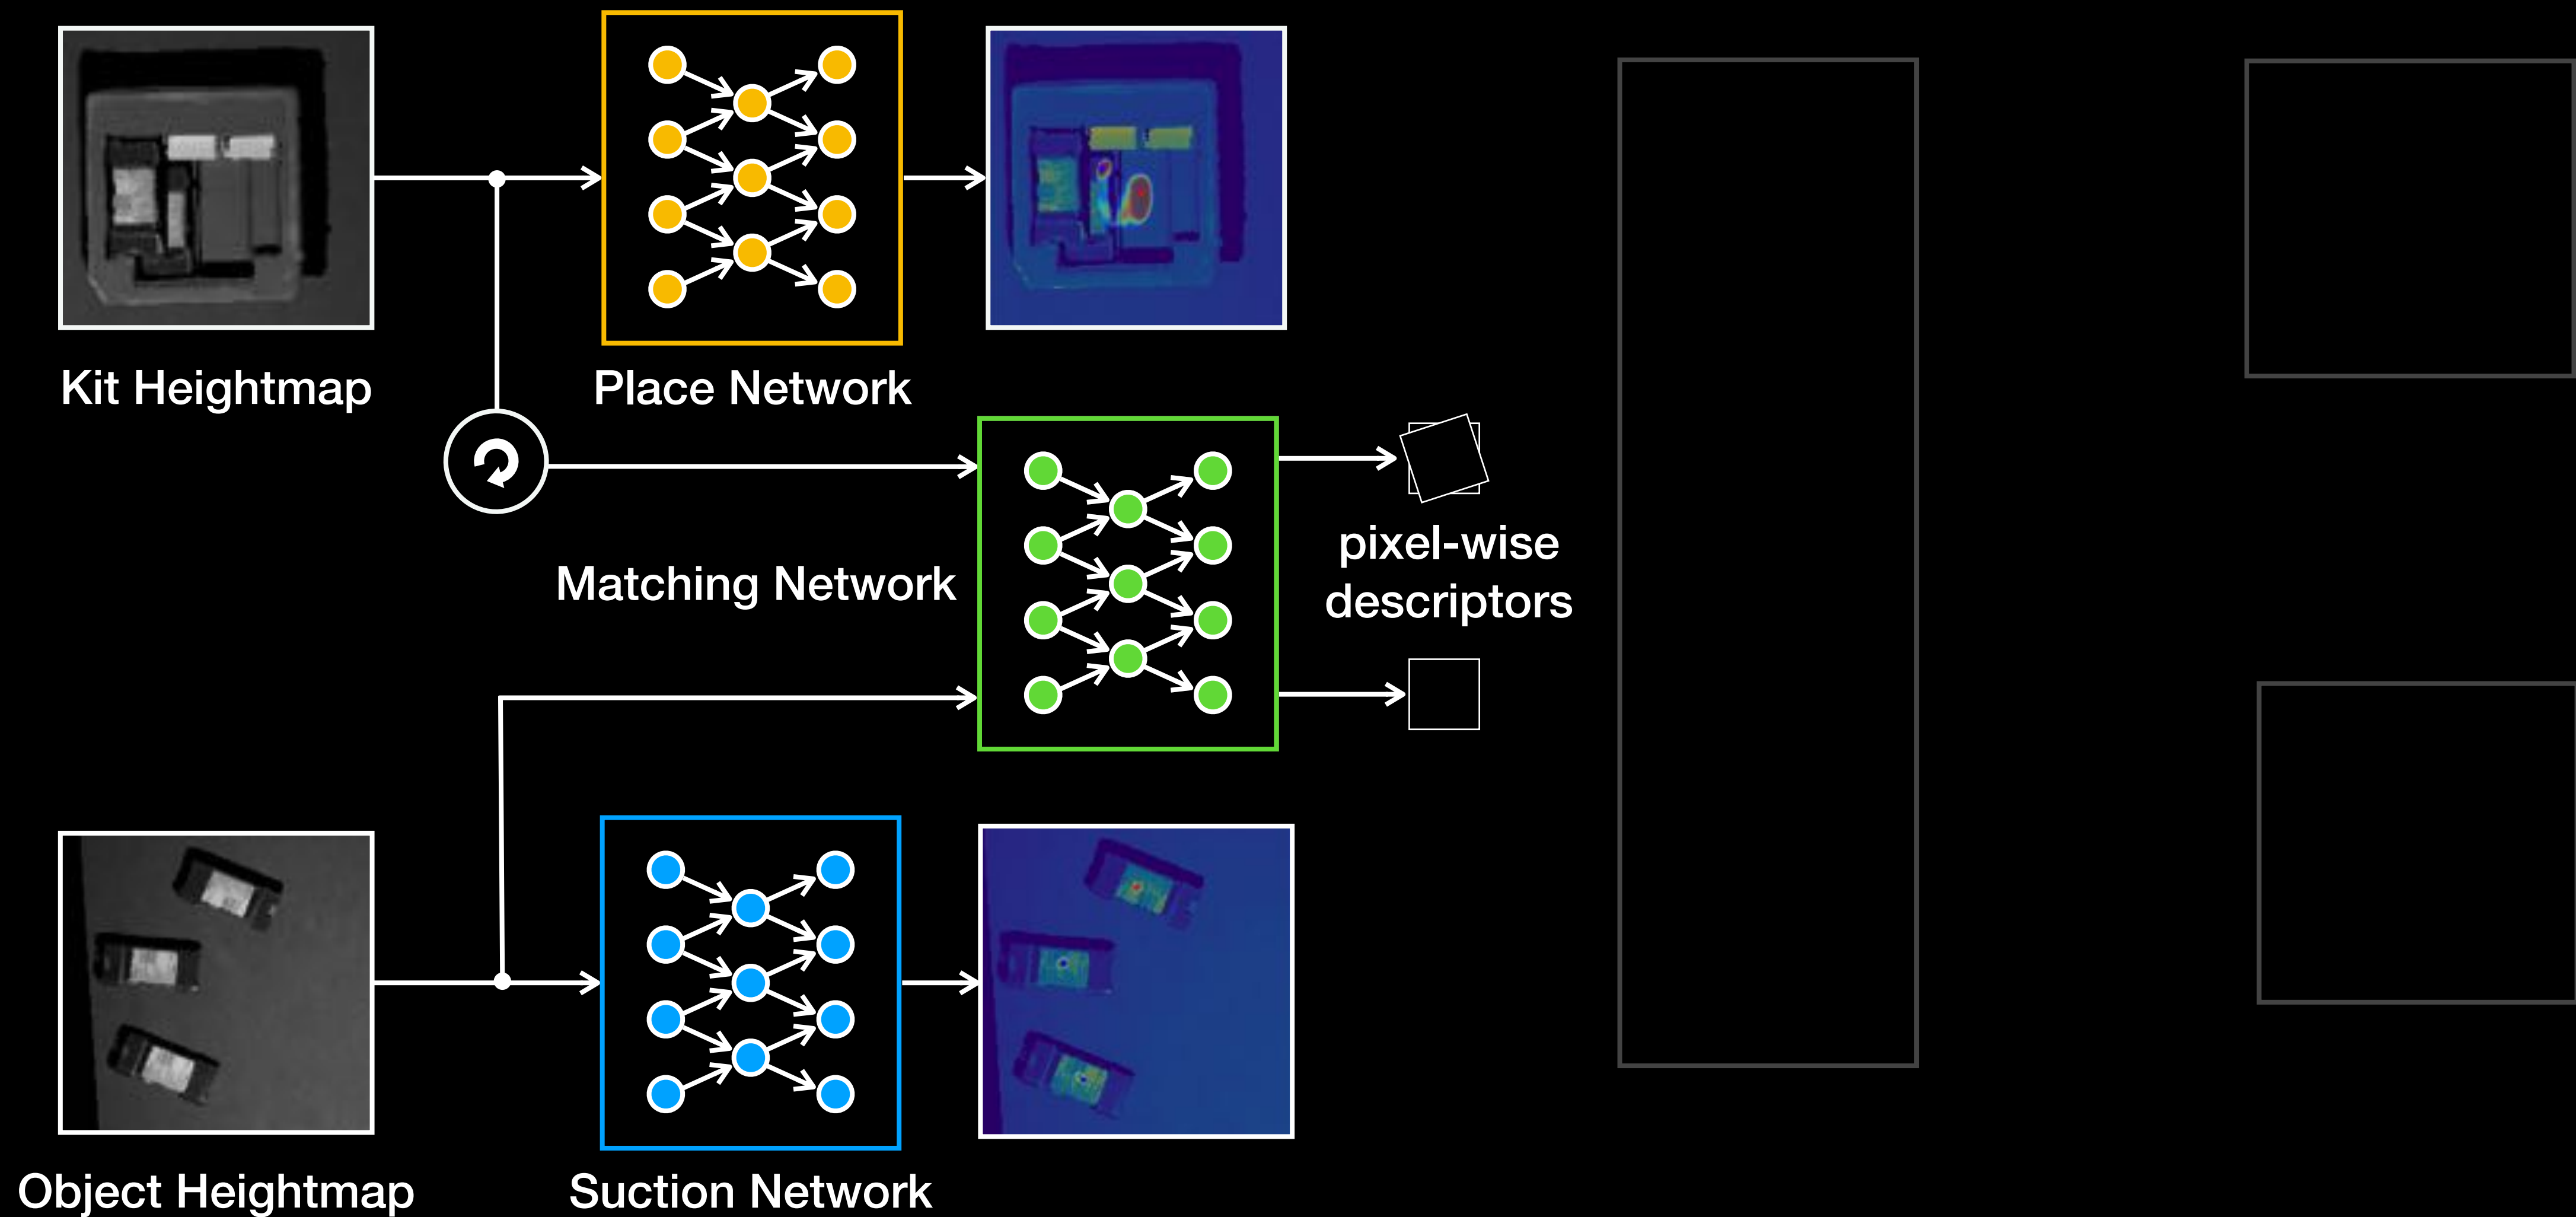 Kit Heightmap
Place Network
Matching Network
pixel-wise
descriptors
Object Heightmap
Suction Network